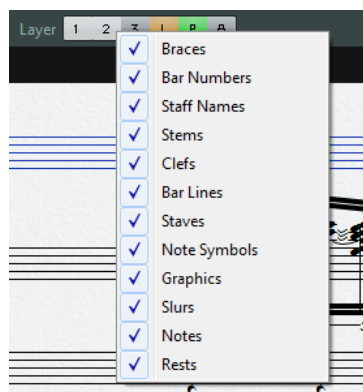 Layer 1 2 3 L P A
Braces
Bar Numbers
Staff Names
Stems
Clefs
Bar Lines
Staves
Note Symbols
Graphics
Slurs
Notes
Rests